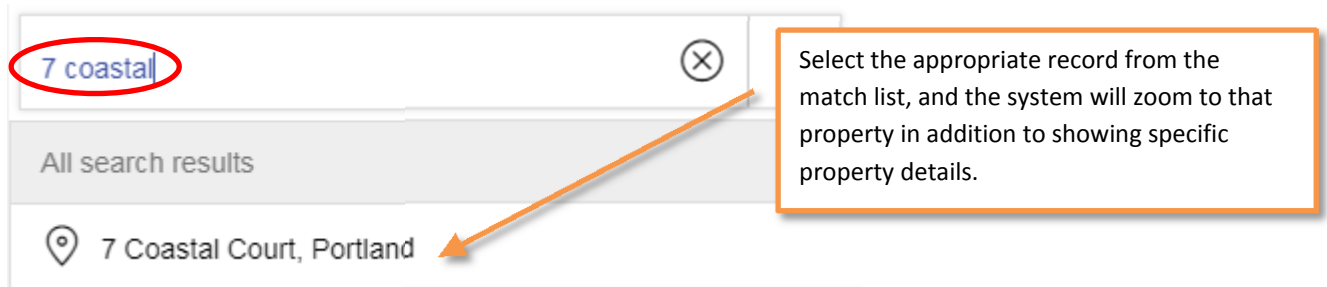 7 coastal
Select the appropriate record from the
match list, and the system will zoom to that
property in addition to showing specific
property details.
All search results
7 Coastal Court, Portland